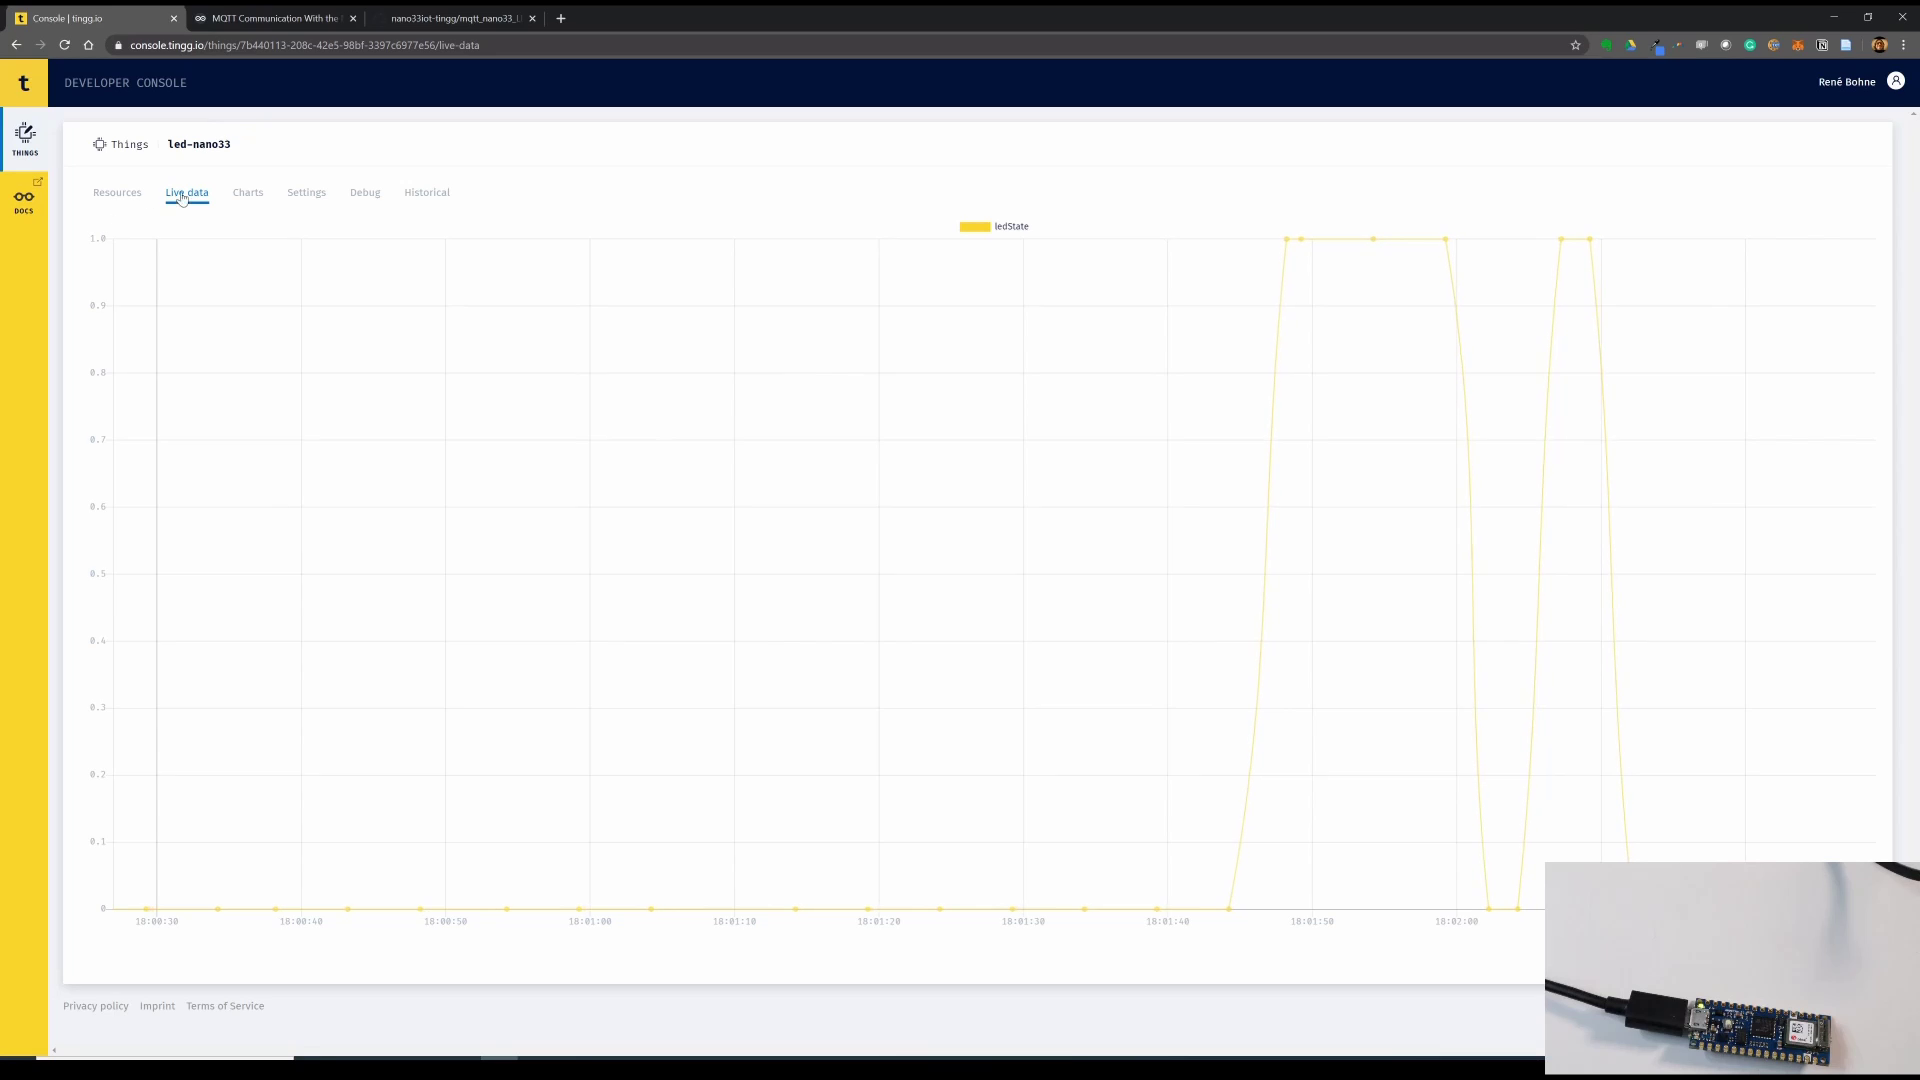 Console | tingg.io
MQTT Communication With the
nano33iot-tingg/mqtt_nano33_
console.tingg.io/things/7b440113-208c-42e5-98bf-3397c6977e56/live-data
t
DEVELOPER CONSOLE
René Bohne
THINGS
DOCS
Things
led-nano33
Resources
Live data
Charts
Settings
Debug
Historical
ledState
1.0
0.9
0.8
0.7
0.6
0.5
0.4
0.3
0.2
0.1
0
18:00:30
18:00:40
18:00:50
18:01:00
18:01:10
18:01:20
18:01:30
18:01:40
18:01:50
18:02:00
Privacy policy
Imprint
Terms of Service